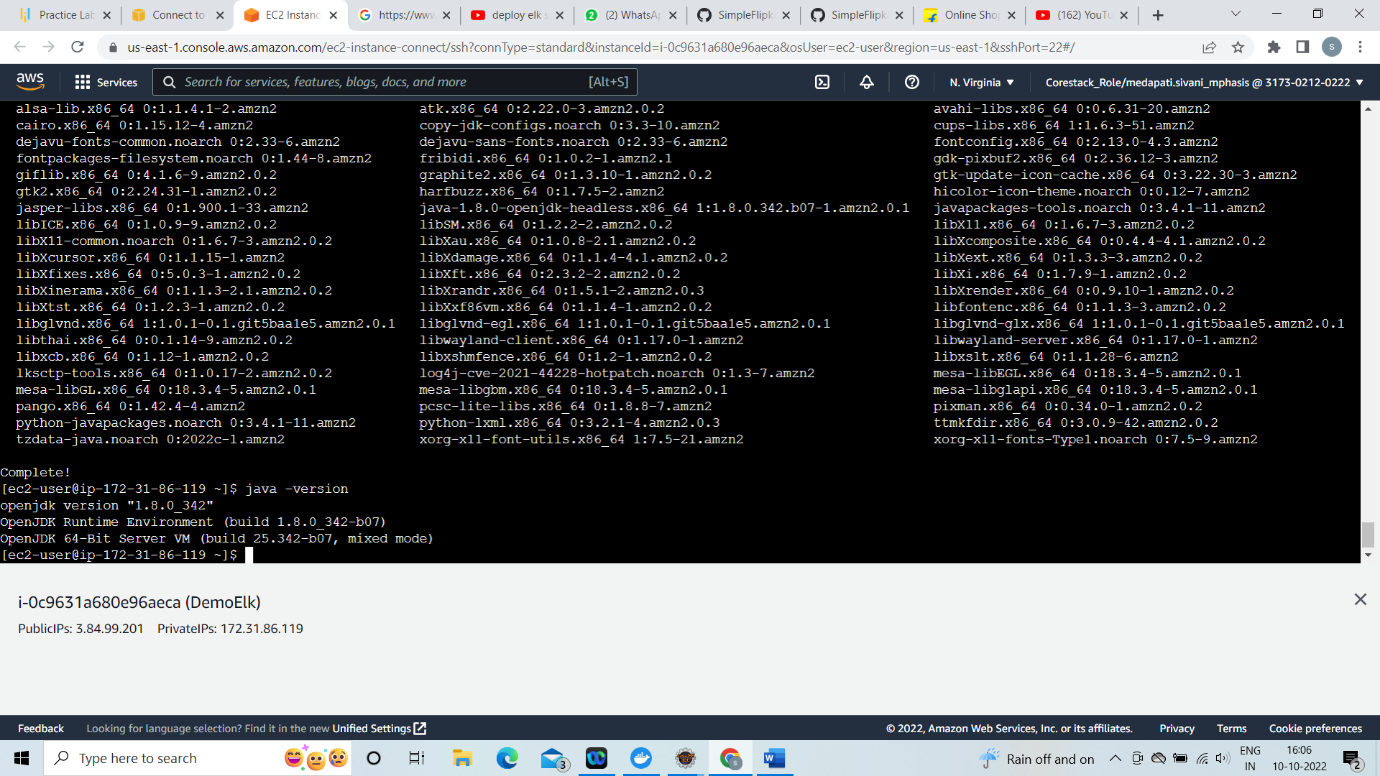 Practice Lab
Connect to
EC2 Instanc
https://www
deploy elk s
(2) WhatsAp
SimpleFlipk
SimpleFlipk
Online Shop
(162) YouTu
us-east-1.console.aws.amazon.com/ec2-instance-connect/ssh?connType=standard&instanceId=i-0c9631a680e96aeca&osUser=ec2-user&region=us-east-1&sshPort=22#/
S
aws
Services
Search for services, features, blogs, docs, and more
[Alt+S]
N. Virginia
Corestack_Role/medapati.sivani_mphasis @ 3173-0212-0222
alsa-lib.x86_64 0:1.1.4.1-2.amzn2 atk.x86_64 0:2.22.0-3.amzn2.0.2 avahi-libs.x86_64 0:0.6.31-20.amzn2
cairo.x86_64 0:1.15.12-4.amzn2 copy-jdk-configs.noarch 0:3.3-10.amzn2 cups-libs.x86_64 1:1.6.3-51.amzn2
dejavu-fonts-common.noarch 0:2.33-6.amzn2 dejavu-sans-fonts.noarch 0:2.33-6.amzn2 fontconfig.x86_64 0:2.13.0-4.3.amzn2
fontpackages-filesystem.noarch 0:1.44-8.amzn2 fribidi.x86_64 0:1.0.2-1.amzn2.1 gdk-pixbuf2.x86_64 0:2.36.12-3.amzn2
giflib.x86_64 0:4.1.6-9.amzn2.0.2 graphite2.x86_64 0:1.3.10-1.amzn2.0.2 gtk-update-icon-cache.x86_64 0:3.22.30-3.amzn2
gtk2.x86_64 0:2.24.31-1.amzn2.0.2 harfbuzz.x86_64 0:1.7.5-2.amzn2 hicolor-icon-theme.noarch 0:0.12-7.amzn2
jasper-libs.x86_64 0:1.900.1-33.amzn2 java-1.8.0-openjdk-headless.x86_64 1:1.8.0.342.b07-1.amzn2.0.1 javapackages-tools.noarch 0:3.4.1-11.amzn2
libICE.x86_64 0:1.0.9-9.amzn2.0.2 libSM.x86_64 0:1.2.2-2.amzn2.0.2 libX11.x86_64 0:1.6.7-3.amzn2.0.2
libX11-common.noarch 0:1.6.7-3.amzn2.0.2 libXau.x86_64 0:1.0.8-2.1.amzn2.0.2 libXcomposite.x86_64 0:0.4.4-4.1.amzn2.0.2
libXcursor.x86_64 0:1.1.15-1.amzn2 libXdamage.x86_64 0:1.1.4-4.1.amzn2.0.2 libXext.x86_64 0:1.3.3-3.amzn2.0.2
libXfixes.x86_64 0:5.0.3-1.amzn2.0.2 libXft.x86_64 0:2.3.2-2.amzn2.0.2 libXi.x86_64 0:1.7.9-1.amzn2.0.2
libXinerama.x86_64 0:1.1.3-2.1.amzn2.0.2 libXrandr.x86_64 0:1.5.1-2.amzn2.0.3 libXrender.x86_64 0:0.9.10-1.amzn2.0.2
libXtst.x86_64 0:1.2.3-1.amzn2.0.2 libXxf86vm.x86_64 0:1.1.4-1.amzn2.0.2 libfontenc.x86_64 0:1.1.3-3.amzn2.0.2
libglvnd.x86_64 1:1.0.1-0.1.git5baa1e5.amzn2.0.1 libglvnd-egl.x86_64 1:1.0.1-0.1.git5baa1e5.amzn2.0.1 libglvnd-glx.x86_64 1:1.0.1-0.1.git5baa1e5.amzn2.0.1
libthai.x86_64 0:0.1.14-9.amzn2.0.2 libwayland-client.x86_64 0:1.17.0-1.amzn2 libwayland-server.x86_64 0:1.17.0-1.amzn2
libxcb.x86_64 0:1.12-1.amzn2.0.2 libxshmfence.x86_64 0:1.2-1.amzn2.0.2 libxslt.x86_64 0:1.1.28-6.amzn2
lksctp-tools.x86_64 0:1.0.17-2.amzn2.0.2 log4j-cve-2021-44228-hotpatch.noarch 0:1.3-7.amzn2 mesa-libEGL.x86_64 0:18.3.4-5.amzn2.0.1
mesa-libGL.x86_64 0:18.3.4-5.amzn2.0.1 mesa-libgbm.x86_64 0:18.3.4-5.amzn2.0.1 mesa-libglapi.x86_64 0:18.3.4-5.amzn2.0.1
pango.x86_64 0:1.42.4-4.amzn2 pcsc-lite-libs.x86_64 0:1.8.8-7.amzn2 pixman.x86_64 0:0.34.0-1.amzn2.0.2
python-javapackages.noarch 0:3.4.1-11.amzn2 python-lxml.x86_64 0:3.2.1-4.amzn2.0.3 ttmkfdir.x86_64 0:3.0.9-42.amzn2.0.2
tzdata-java.noarch 0:2022c-1.amzn2 xorg-x11-font-utils.x86_64 1:7.5-21.amzn2 xorg-x11-fonts-Type1.noarch 0:7.5-9.amzn2
Complete!
[ec2-user@ip-172-31-86-119 ~]$ java -version
openjdk version "1.8.0_342"
OpenJDK Runtime Environment (build 1.8.0_342-b07)
OpenJDK 64-Bit Server VM (build 25.342-b07, mixed mode)
[ec2-user@ip-172-31-86-119 ~]$
i-0c9631a680e96aeca (DemoElk)
PublicIPs: 3.84.99.201 PrivateIPs: 172.31.86.119
Feedback Looking for language selection? Find it in the new Unified Settings © 2022, Amazon Web Services, Inc. or its affiliates. Privacy Terms Cookie preferences
Type here to search
3
Rain off and on
ENG
IN
16:06
10-10-2022
2